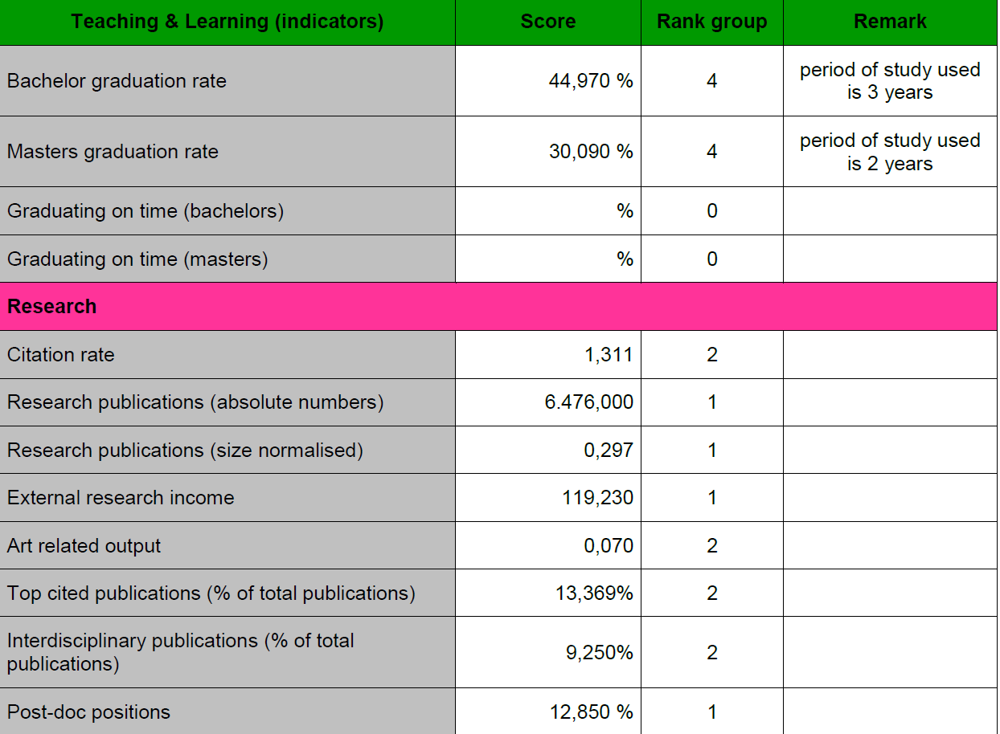 Teaching & Learning (indicators) Score Rank group Remark
Bachelor graduation rate 44,970 % 4 period of study used
is 3 years
Masters graduation rate 30,090 % 4 period of study used
is 2 years
Graduating on time (bachelors) % 0
Graduating on time (masters) % 0
Research
Citation rate 1,311 2
Research publications (absolute numbers) 6.476,000 1
Research publications (size normalised) 0,297 1
External research income 119,230 1
Art related output 0,070 2
Top cited publications (% of total publications) 13,369% 2
Interdisciplinary publications (% of total
publications) 9,250% 2
Post-doc positions 12,850 % 1